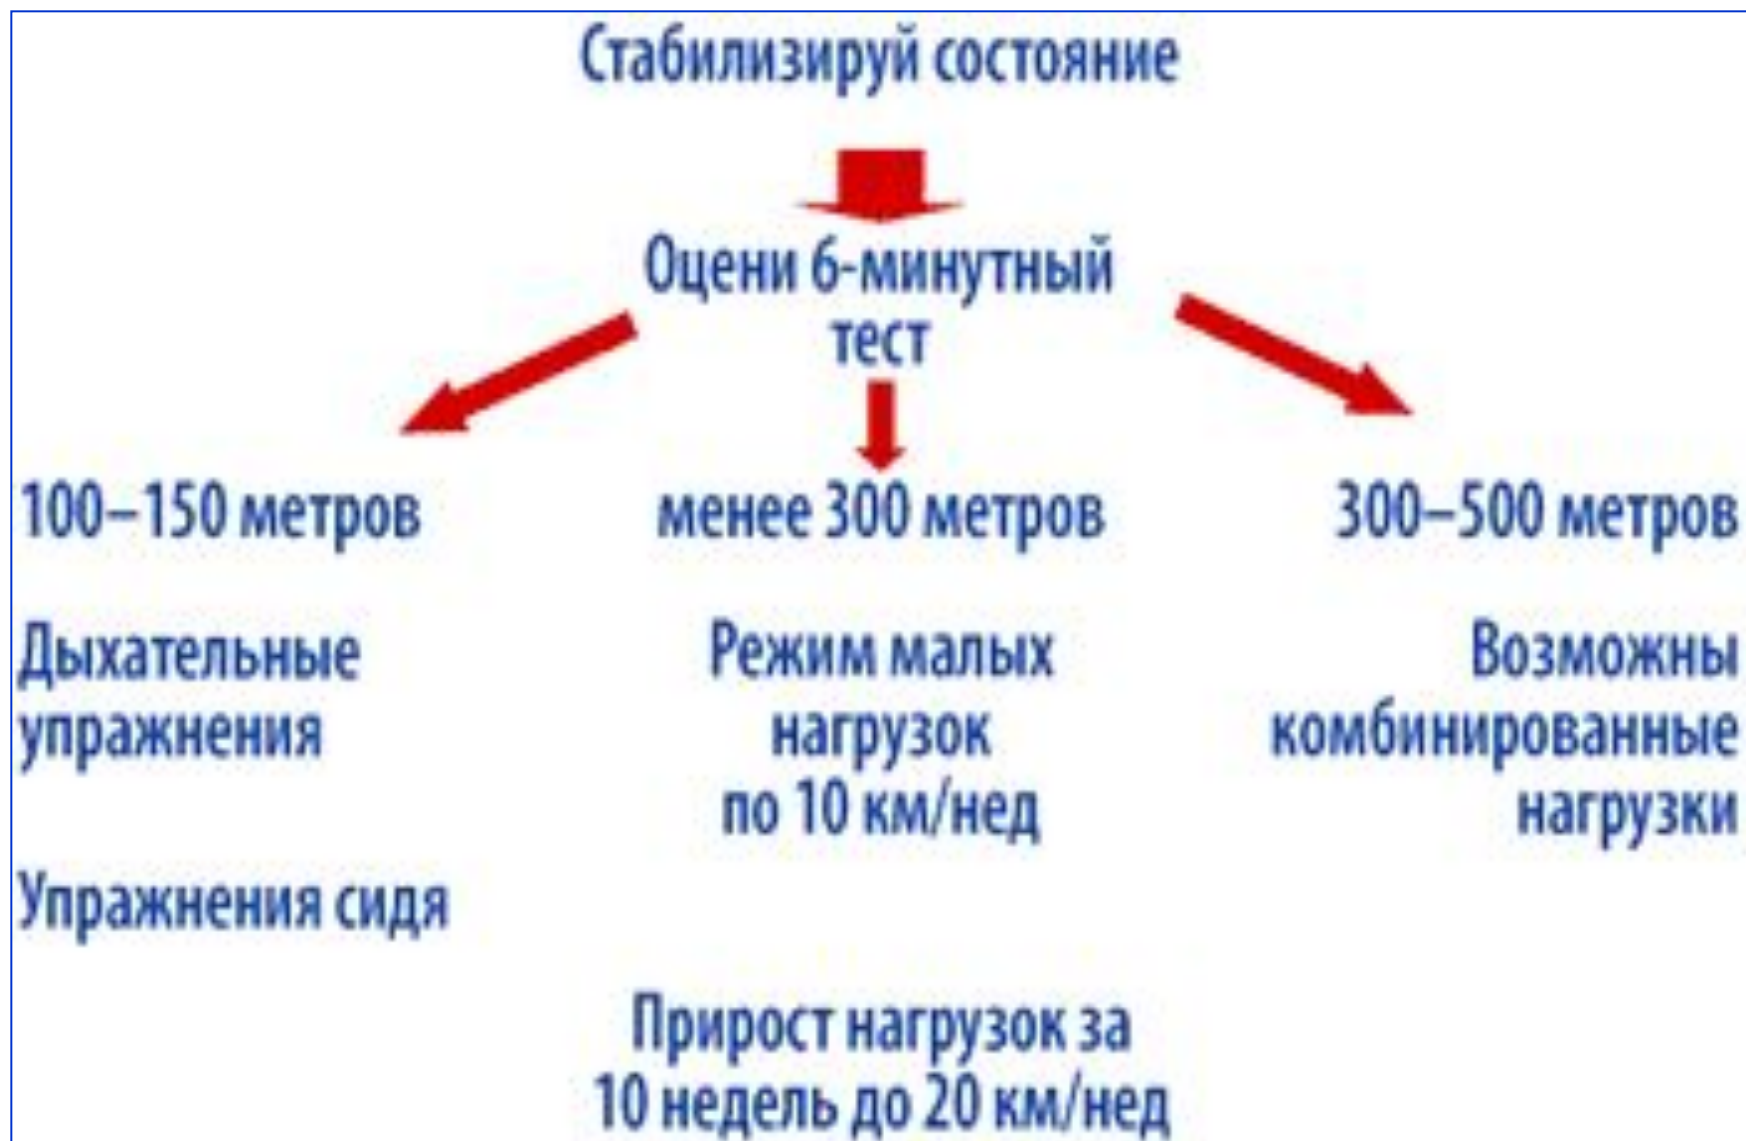 Стабилизируй состояние
Оцени 6-минутный
тест
100–150 метров
Дыхательные
упражнения
Упражнения сидя
менее 300 метров
Режим малых
нагрузок
по 10 км/нед
Прирост нагрузок за
10 недель до 20 км/нед
300–500 метров
Возможны
комбинированные
нагрузки